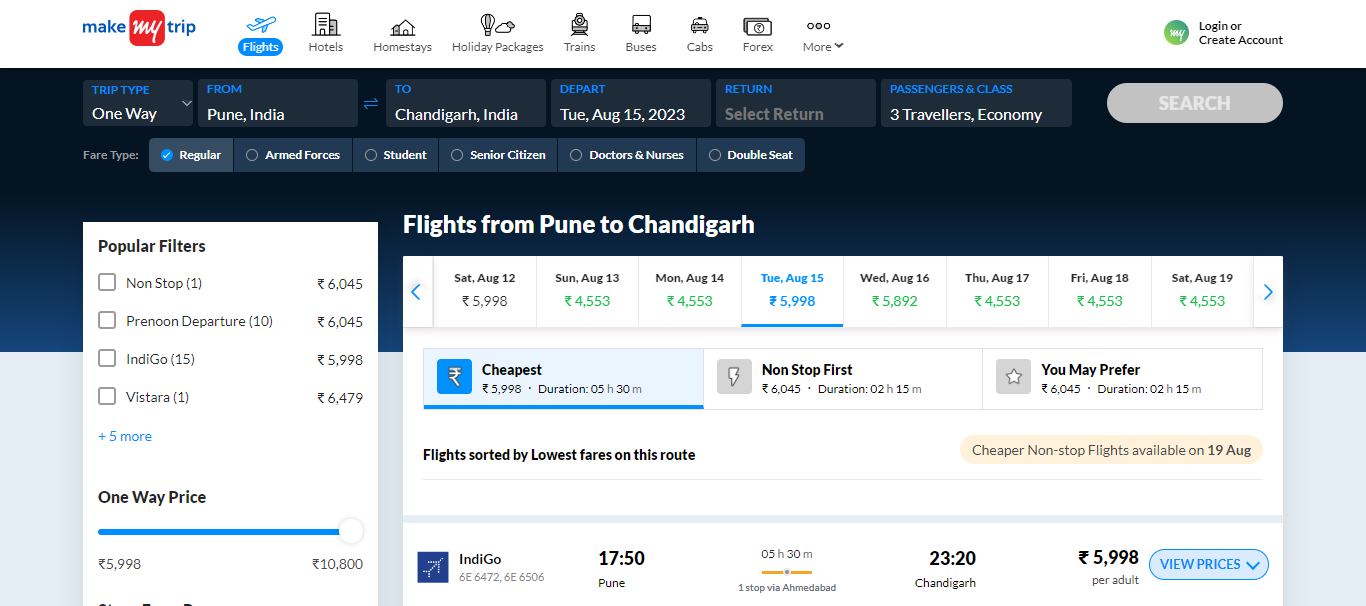 make my trip
Flights
Hotels
Homestays
Holiday Packages
Trains
Buses
Cabs
Forex
More
my
Login or
Create Account
TRIP TYPE
One Way
FROM
Pune, India
TO
Chandigarh, India
DEPART
Tue, Aug 15, 2023
RETURN
Select Return
PASSENGERS & CLASS
3 Travellers, Economy
SEARCH
Fare Type:
Regular
Armed Forces
Student
Senior Citizen
Doctors & Nurses
Double Seat
Popular Filters
Non Stop (1) ₹ 6,045
Prenoon Departure (10) ₹ 6,045
IndiGo (15) ₹ 5,998
Vistara (1) ₹ 6,479
+ 5 more
One Way Price
₹5,998 ₹10,800
Flights from Pune to Chandigarh
Sat, Aug 12
₹ 5,998
Sun, Aug 13
₹ 4,553
Mon, Aug 14
₹ 4,553
Tue, Aug 15
₹ 5,998
Wed, Aug 16
₹ 5,892
Thu, Aug 17
₹ 4,553
Fri, Aug 18
₹ 4,553
Sat, Aug 19
₹ 4,553
₹
Cheapest
₹ 5,998 · Duration: 05 h 30 m
Non Stop First
₹ 6,045 · Duration: 02 h 15 m
You May Prefer
₹ 6,045 · Duration: 02 h 15 m
Flights sorted by Lowest fares on this route
Cheaper Non-stop Flights available on 19 Aug
IndiGo
6E 6472, 6E 6506
17:50
Pune
05 h 30 m
1 stop via Ahmedabad
23:20
Chandigarh
₹ 5,998
per adult
VIEW PRICES